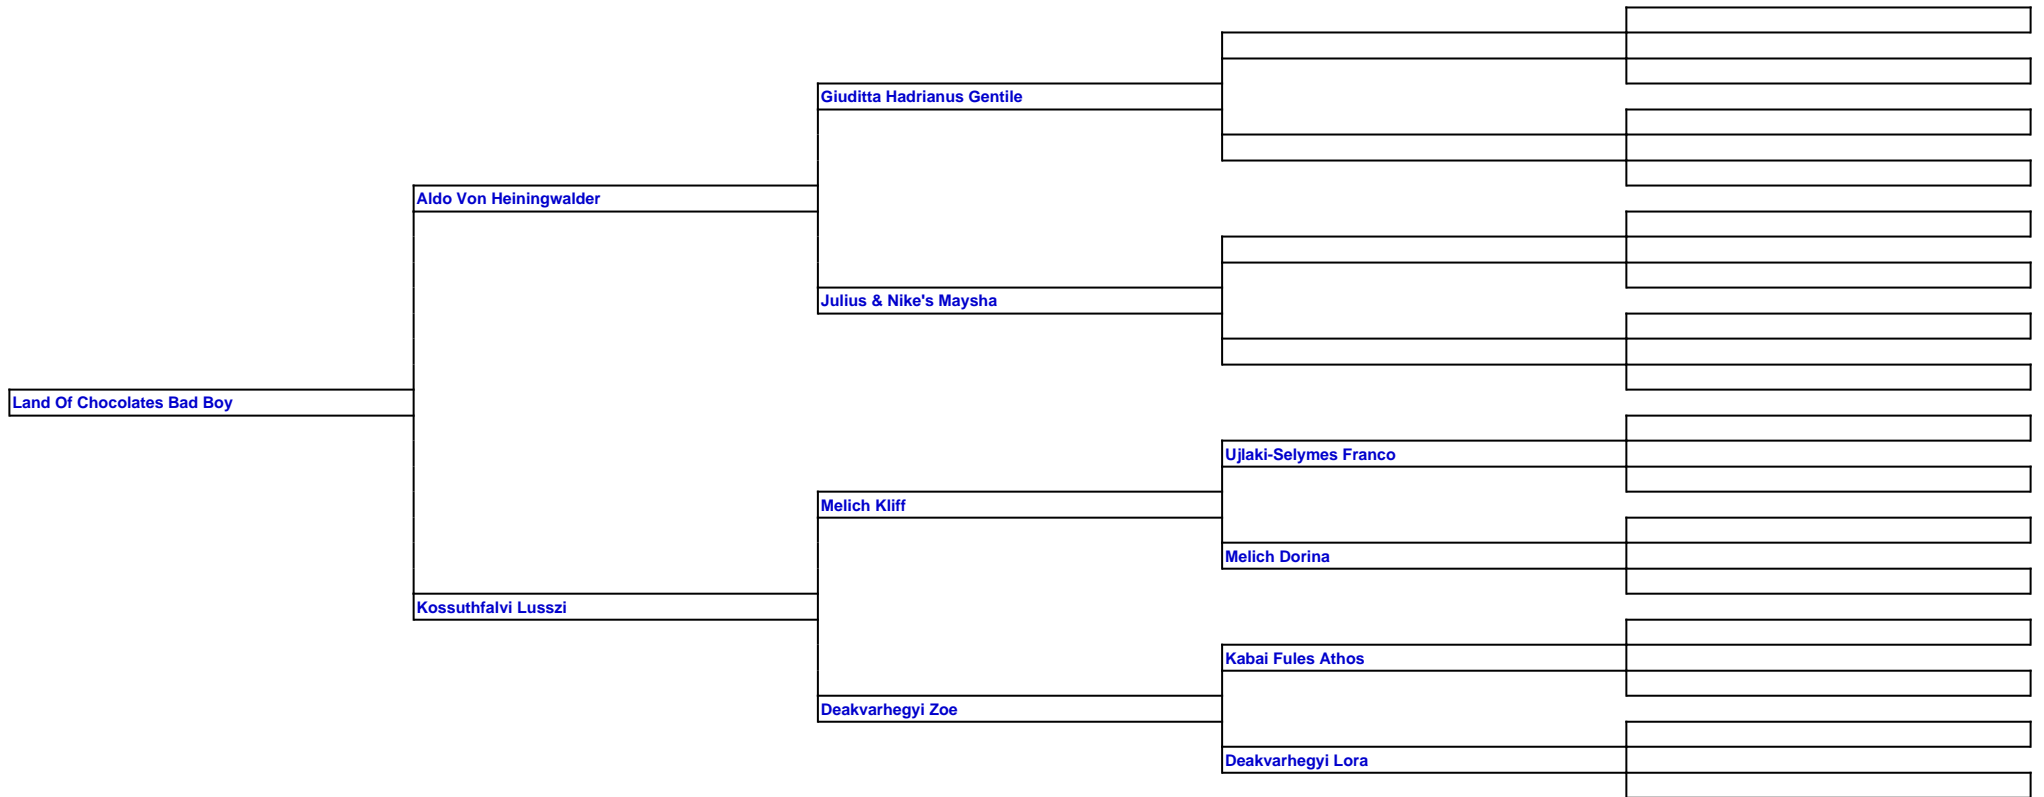 Giuditta Hadrianus Gentile
Aldo Von Heiningwalder
Julius & Nike's Maysha
Land Of Chocolates Bad Boy
Ujlaki-Selymes Franco
Melich Kliff
Melich Dorina
Kossuthfalvi Lusszi
Kabai Fules Athos
Deakvarhegyi Zoe
Deakvarhegyi Lora